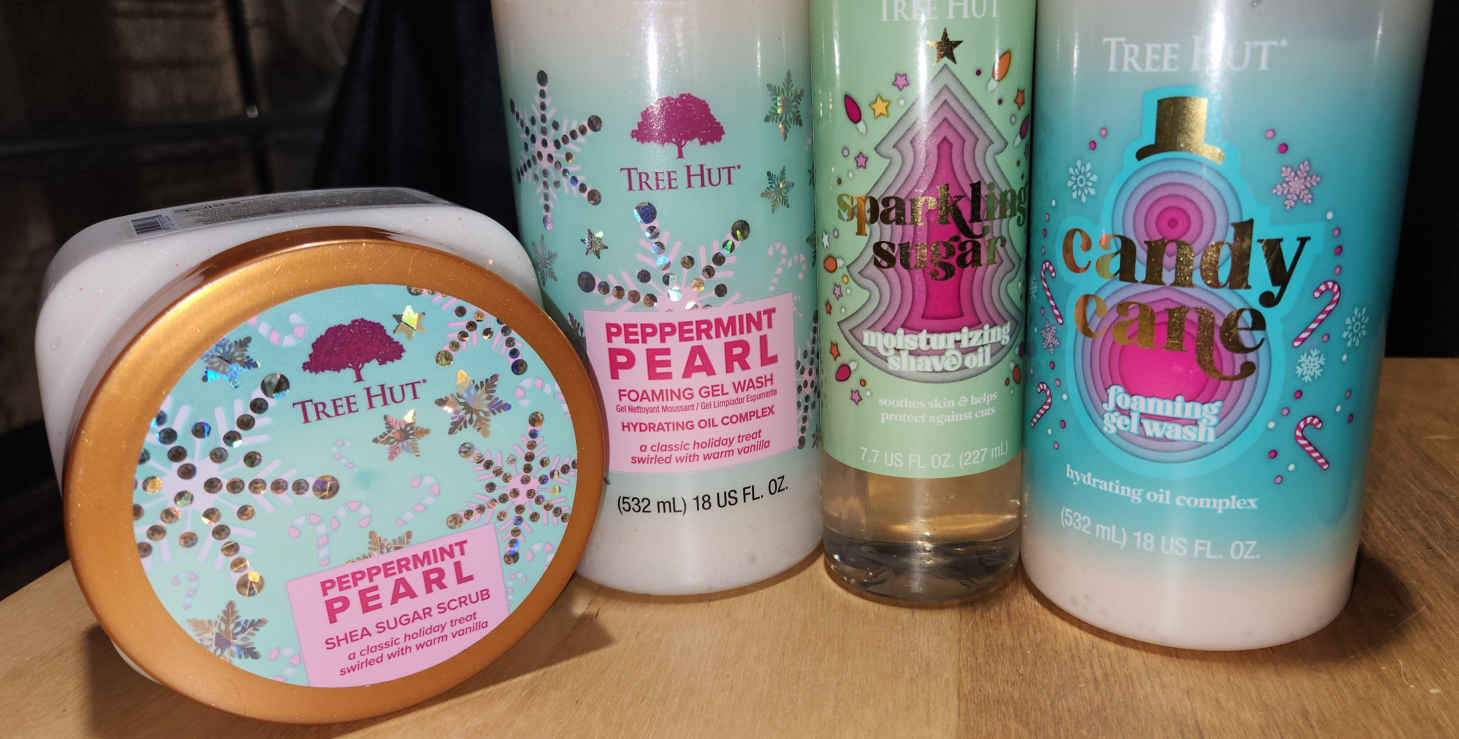 TREE HUT®
PEPPERMINT
PEARL
SHEA SUGAR SCRUB
a classic holiday treat
swirled with warm vanilla
TREE HUT®
PEPPERMINT
PEARL
FOAMING GEL WASH
Gel Nettoyant Moussant / Gel Limpiador Espumante
HYDRATING OIL COMPLEX
a classic holiday treat
swirled with warm vanilla
(532 mL) 18 US FL. OZ.
TREE HUT
sparkling
sugar
moisturizing
shave oil
soothes skin & helps
protect against cuts
7.7 US FL OZ. (227 mL)
TREE HUT®
candy
cane
foaming
gel wash
hydrating oil complex
(532 mL) 18 US FL. OZ.